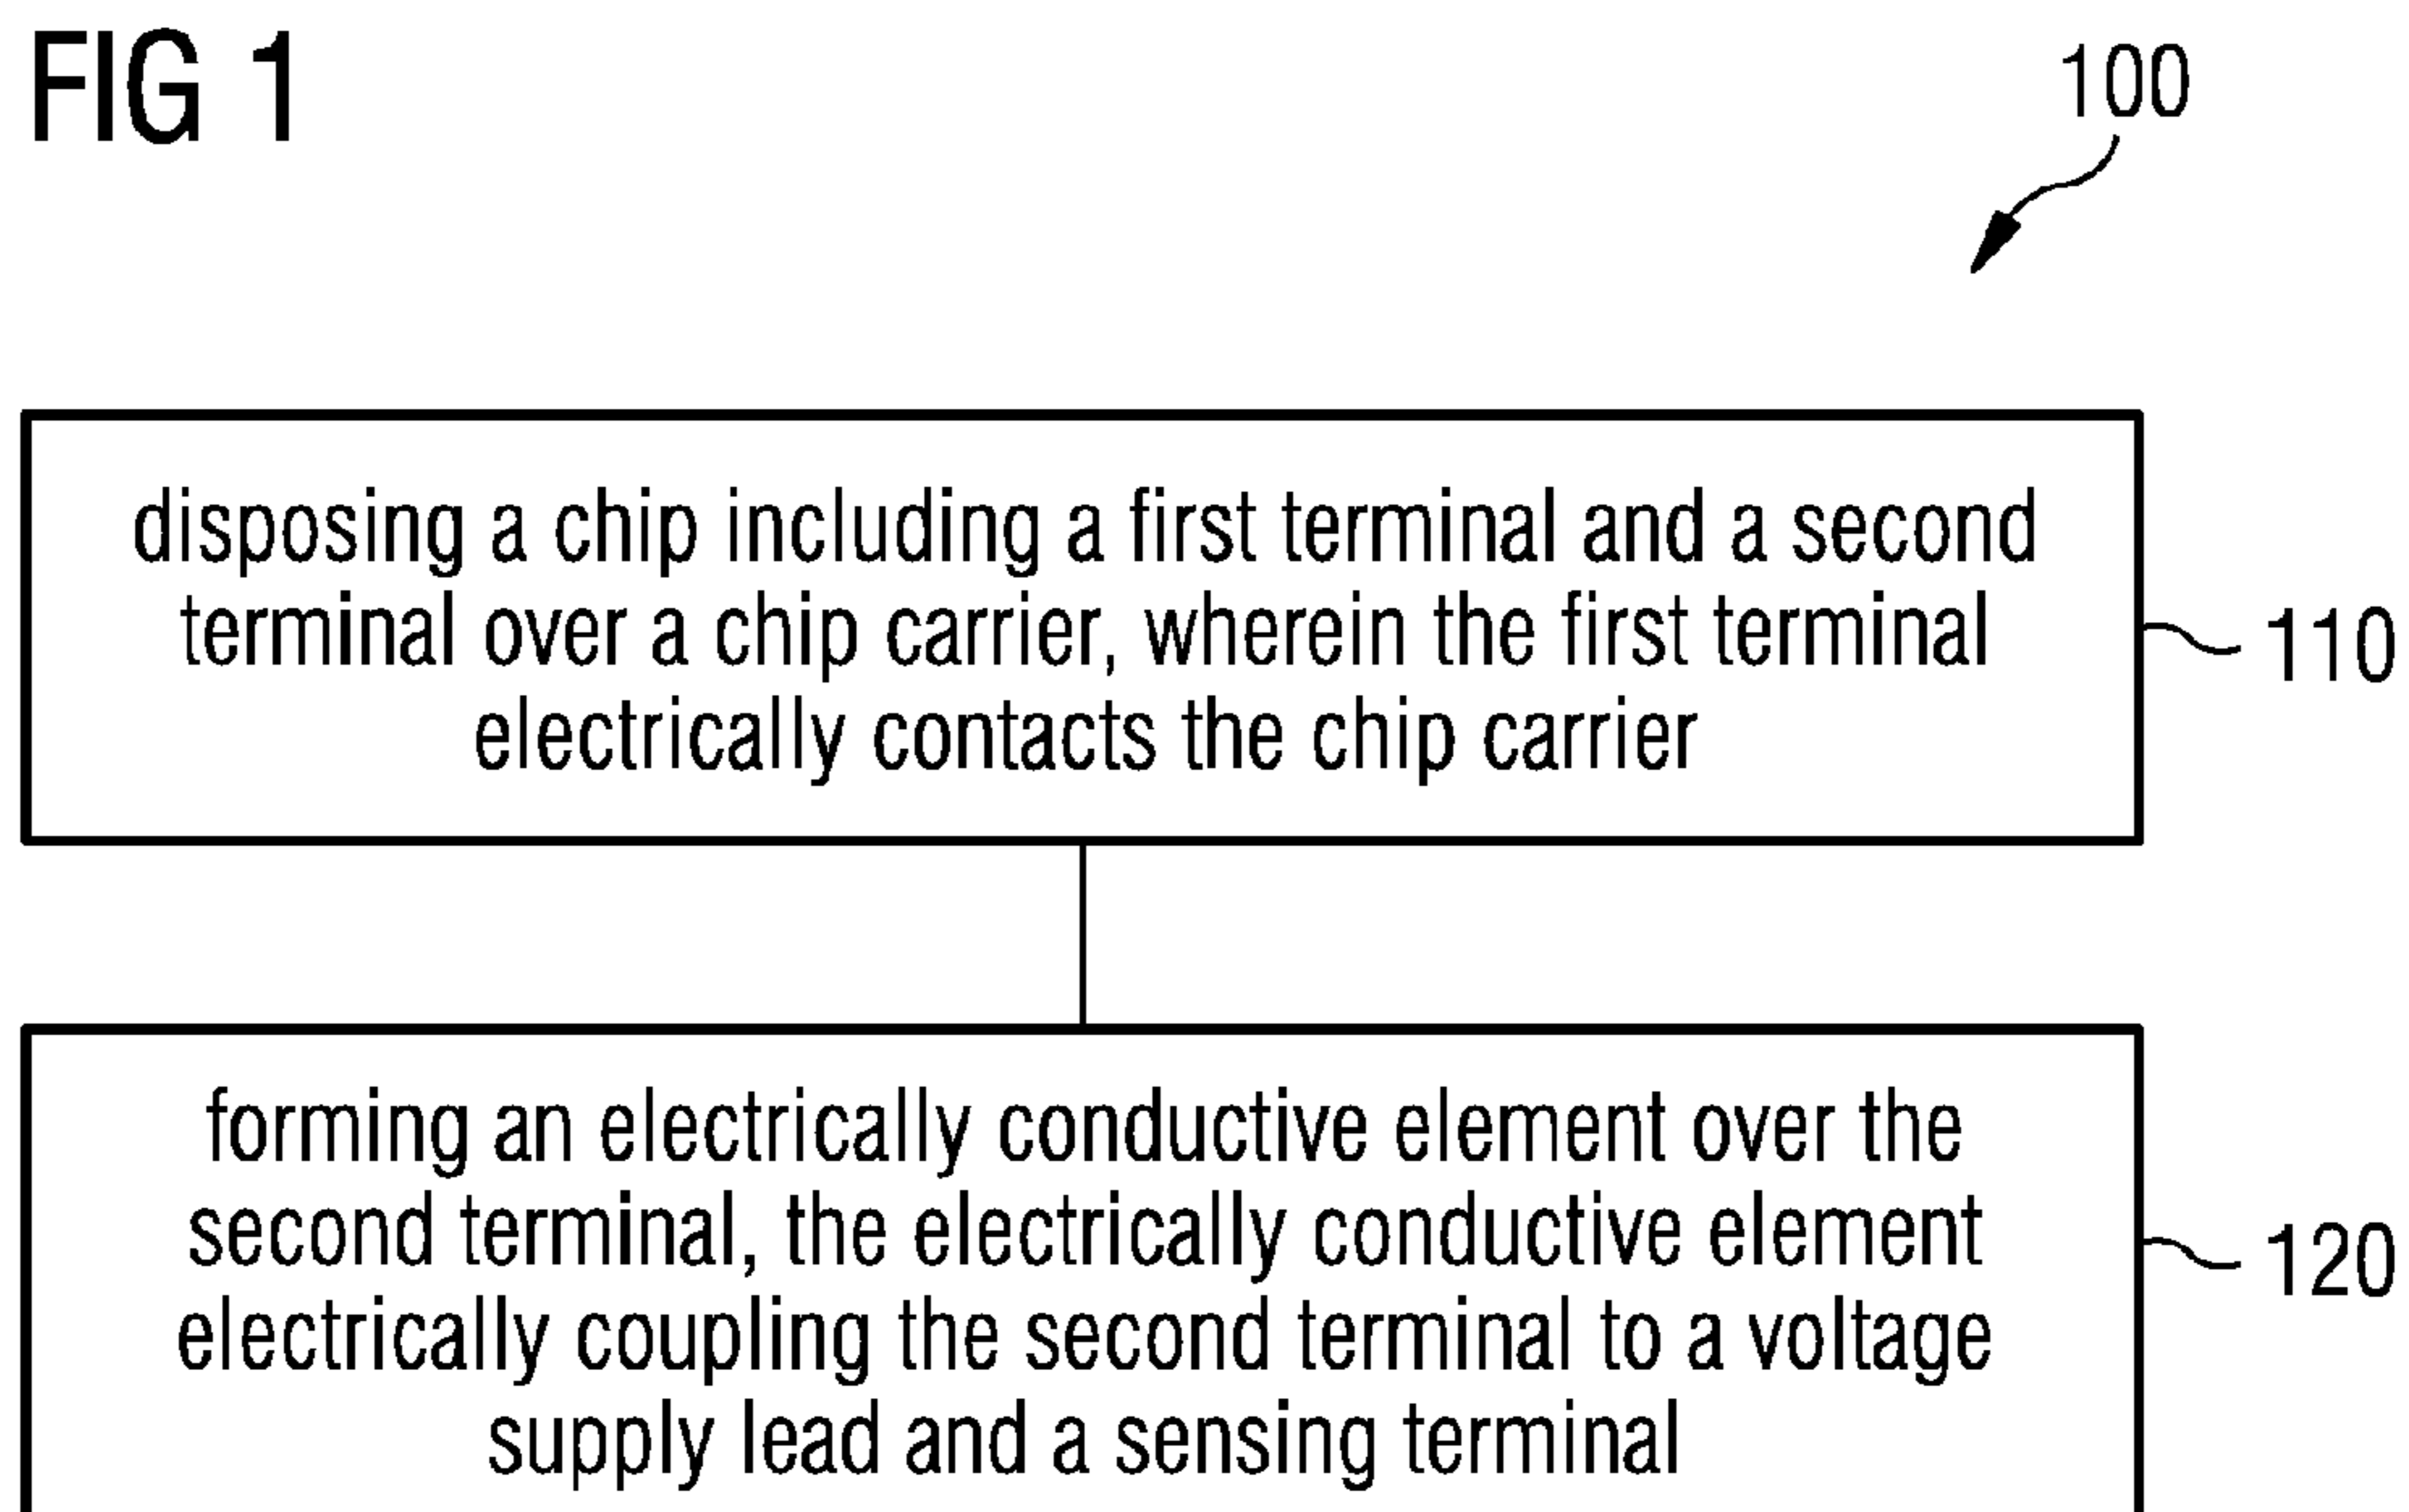 FIG 1
100
disposing a chip including a first terminal and a second
terminal over a chip carrier, wherein the first terminal
electrically contacts the chip carrier
110
forming an electrically conductive element over the
second terminal, the electrically conductive element
electrically coupling the second terminal to a voltage
supply lead and a sensing terminal
120